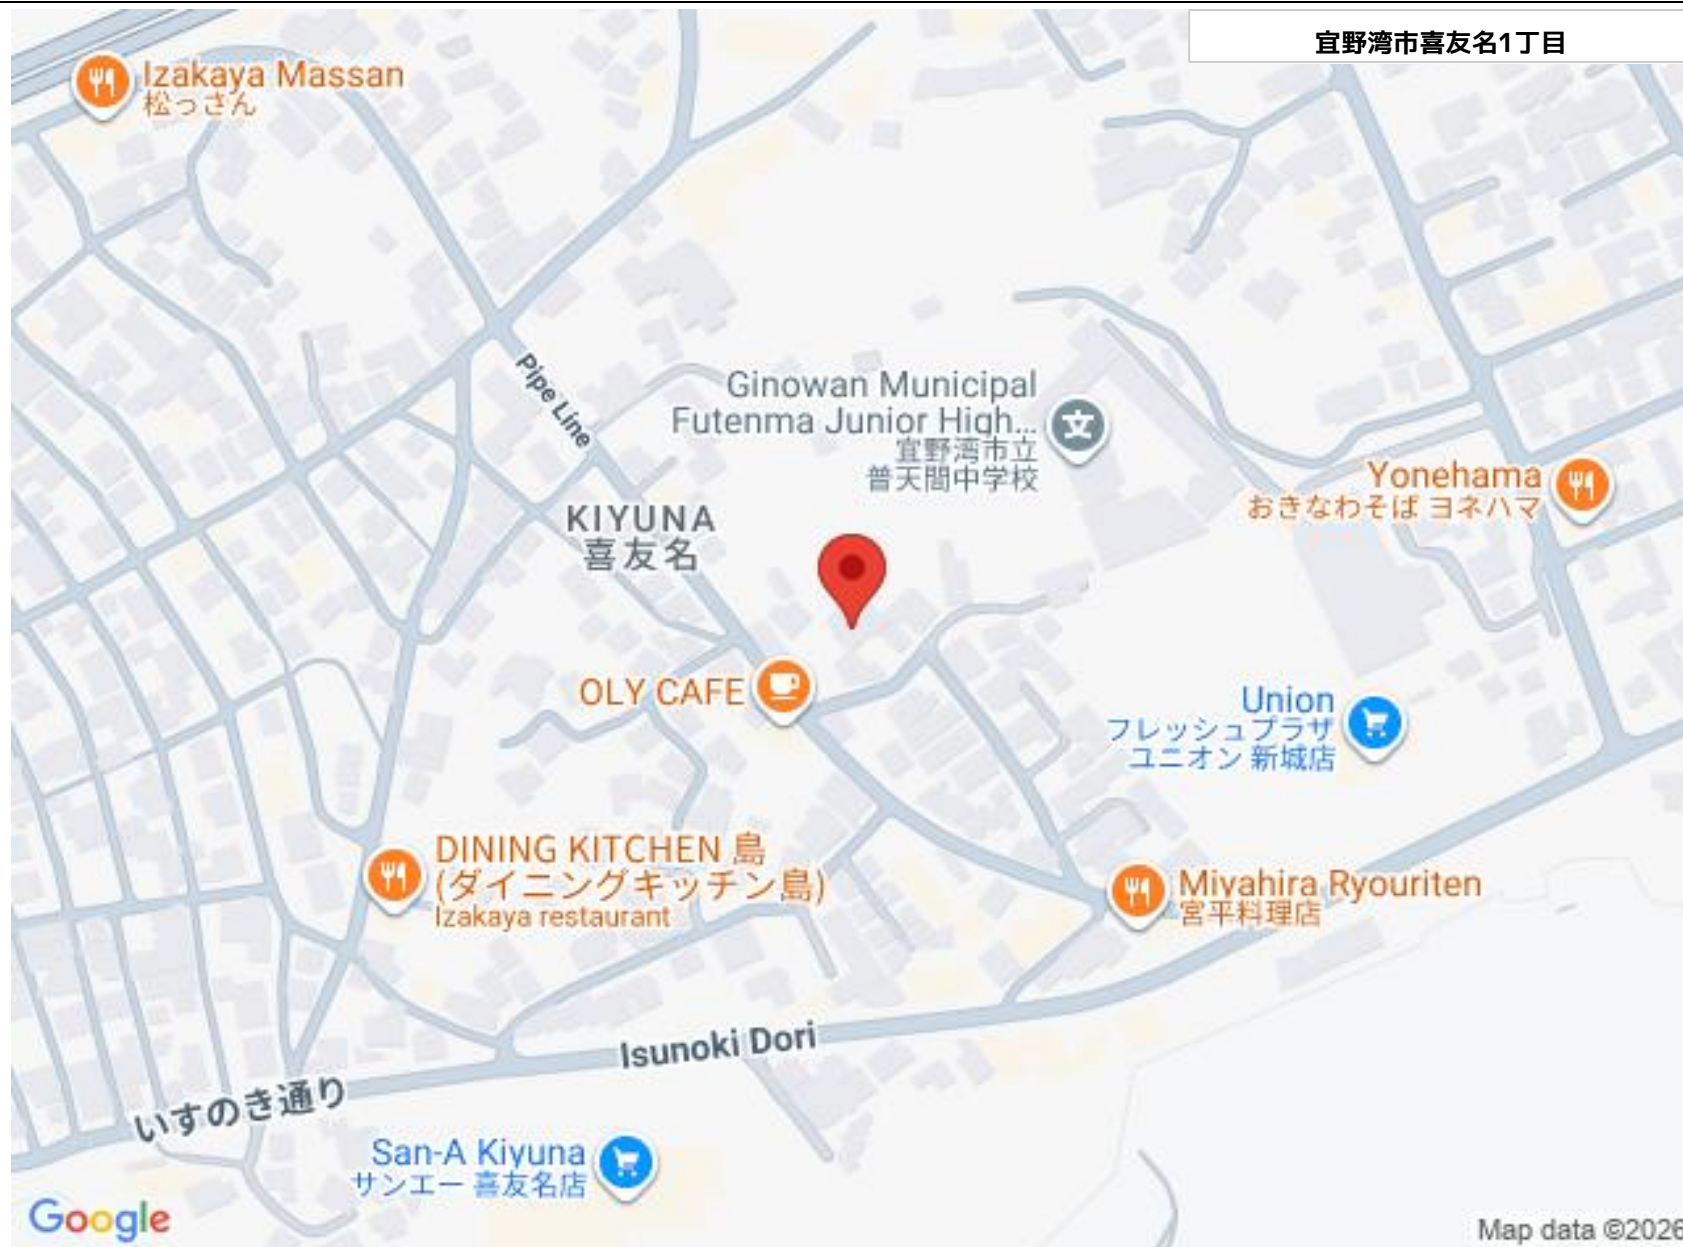 宜野湾市喜友名1丁目
Izakaya Massan
松っさん
Pipe Line
Ginowan Municipal
Futenma Junior High...
宜野湾市立
普天間中学校
Yonehama
おきなわそば ヨネハマ
KIYUNA
喜友名
OLY CAFE
Union
フレッシュプラザ
ユニオン 新城店
DINING KITCHEN 島
(ダイニングキッチン島)
Izakaya restaurant
Miyahira Ryouriten
宮平料理店
Isunoki Dori
いすのき通り
San-A Kiyuna
サンエー 喜友名店
Google
Map data ©2026